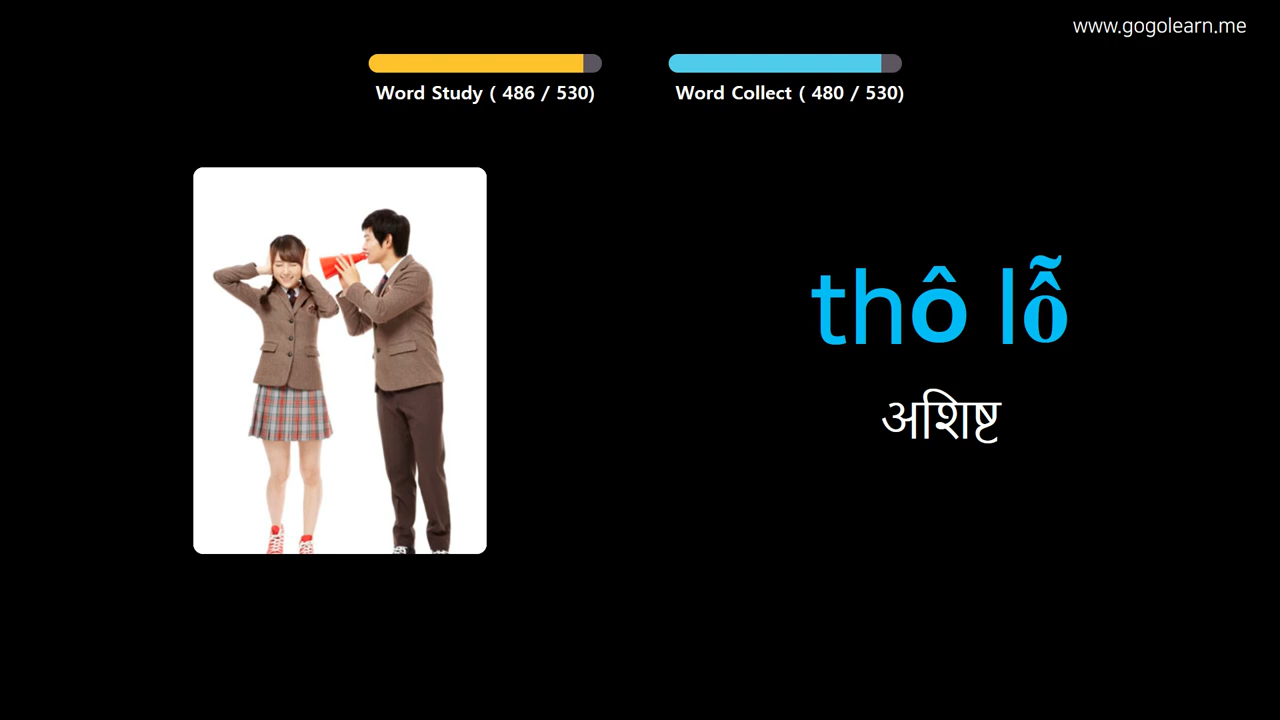 www.gogolearn.me
Word Study ( 486 / 530)
Word Collect ( 480 / 530)
thô lỗ
अशिष्ट